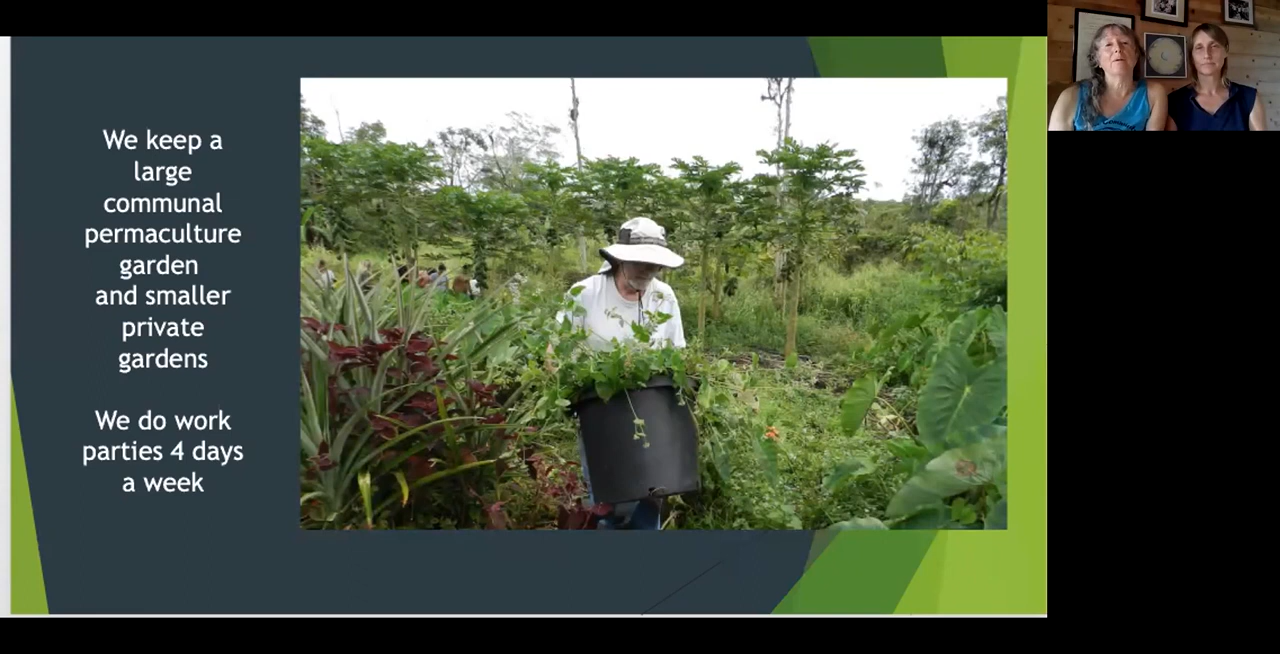 We keep a
large
communal
permaculture
garden
and smaller
private
gardens
We do work
parties 4 days
a week